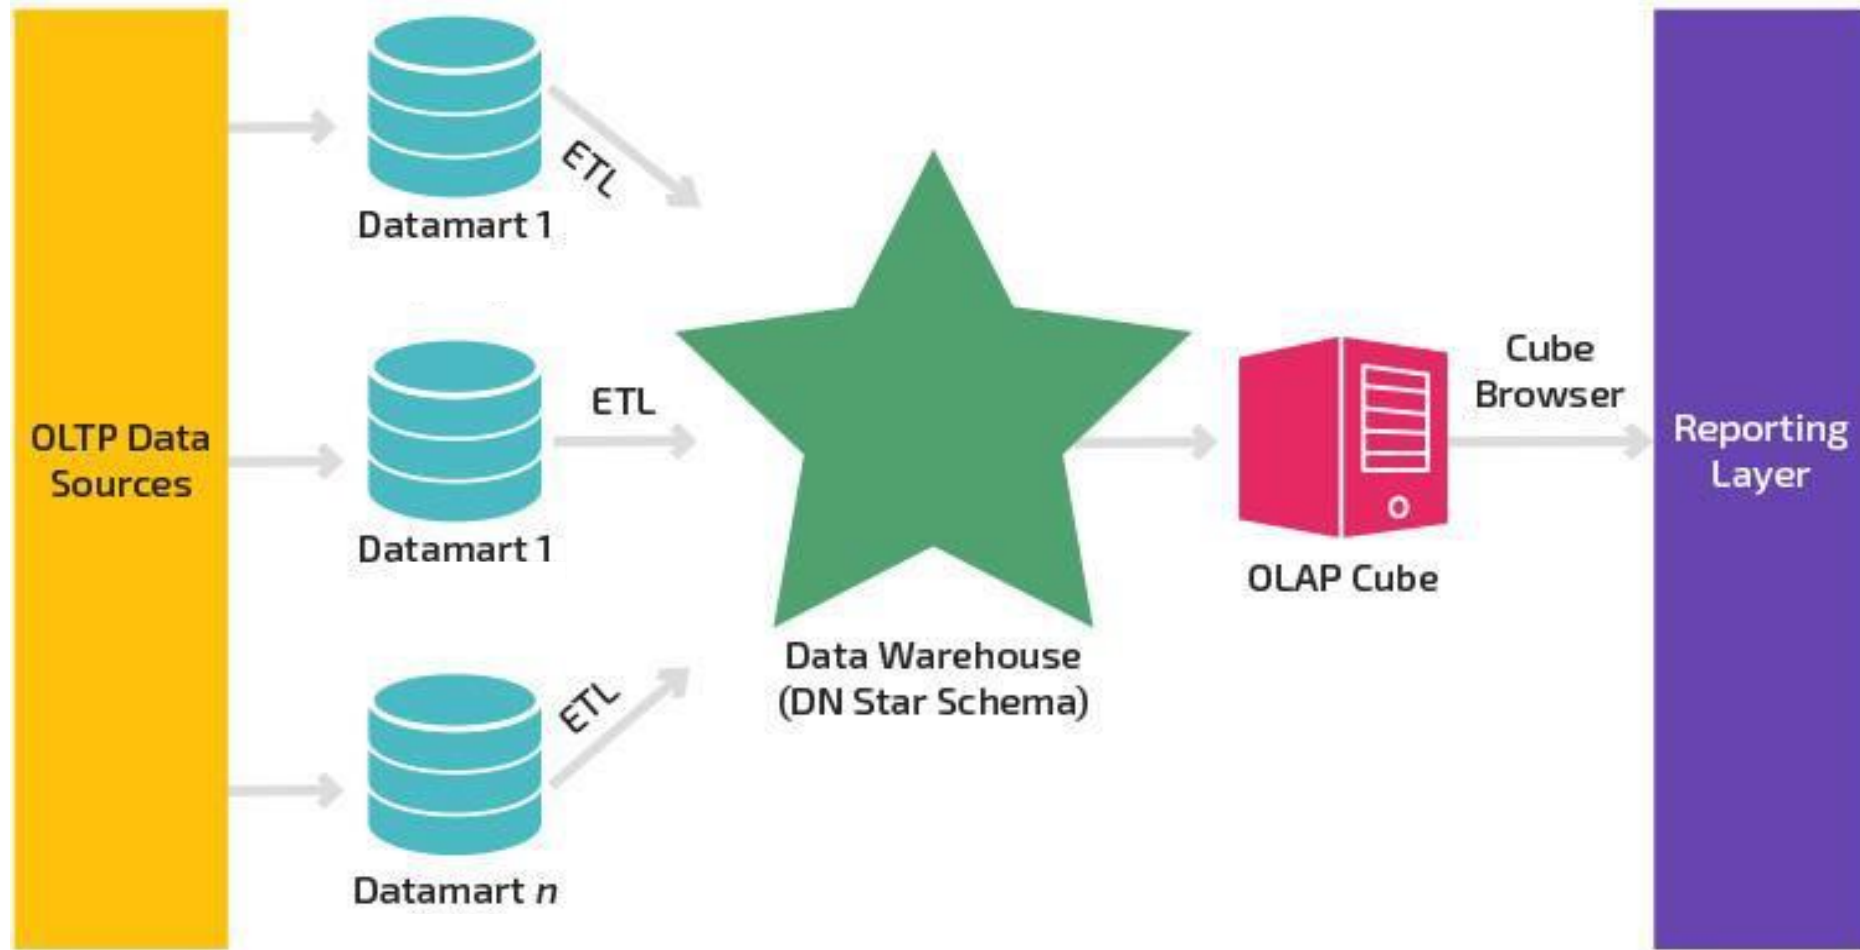 OLTP Data
Sources
Datamart 1
ETL
Datamart 1
ETL
Datamart n
ETL
Data Warehouse
(DN Star Schema)
OLAP Cube
Cube
Browser
Reporting
Layer